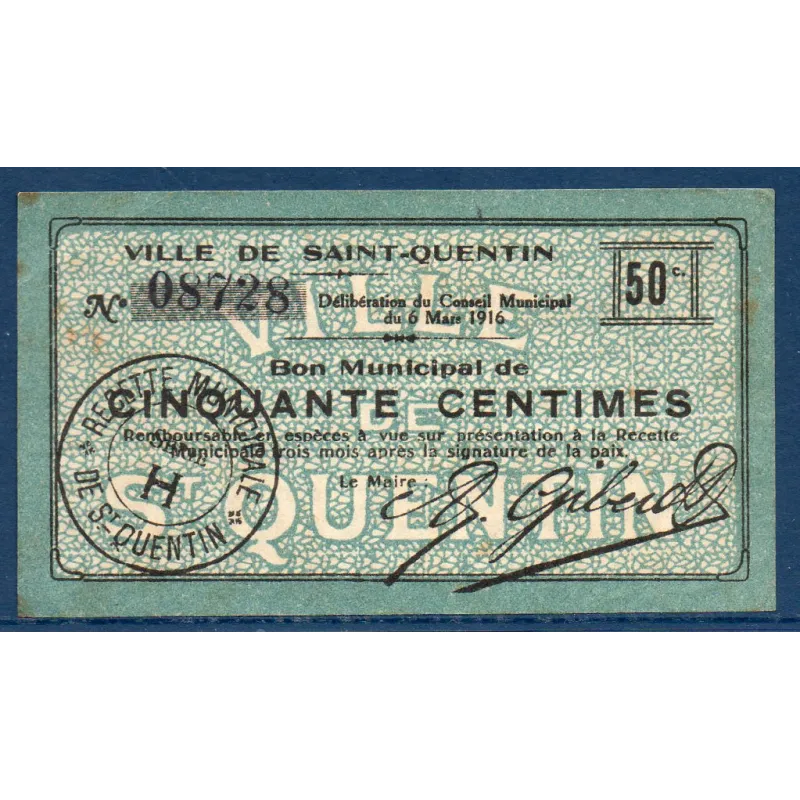 VILLE DE SAINT-QUENTIN
50 c.
N° 08728
Délibération du Conseil Municipal
du 6 Mars 1916
Bon Municipal de
CINQUANTE CENTIMES
Remboursable en espèces à vue sur présentation à la Recette
Municipale trois mois après la signature de la paix.
Le Maire :
RECETTE MUNICIPALE
SÉRIE
H
DE ST QUENTIN
VILLE
DE
ST QUENTIN